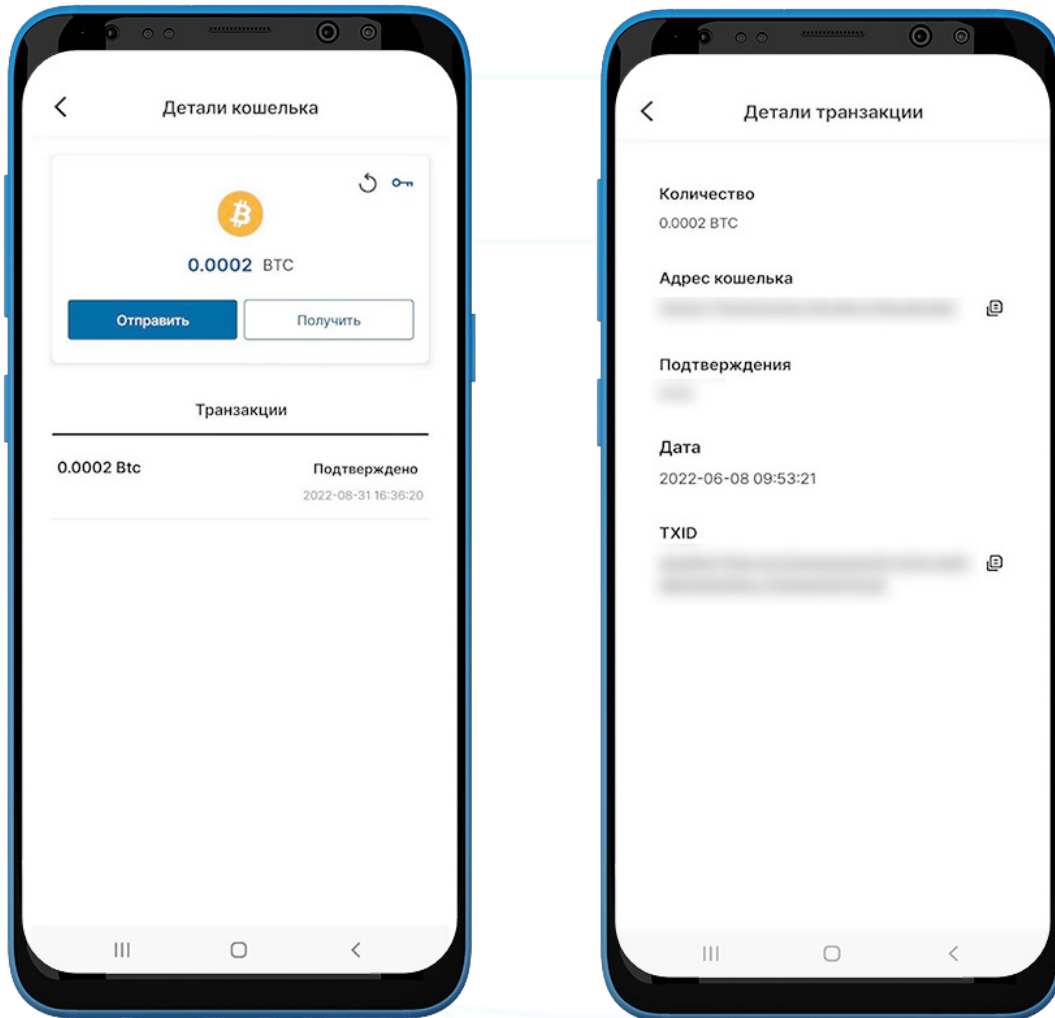 Детали кошелька
0.0002 BTC
Отправить
Получить
Транзакции
0.0002 Btc
Подтверждено
2022-08-31 16:36:20
Детали транзакции
Количество
0.0002 BTC
Адрес кошелька
Подтверждения
Дата
2022-06-08 09:53:21
TXID